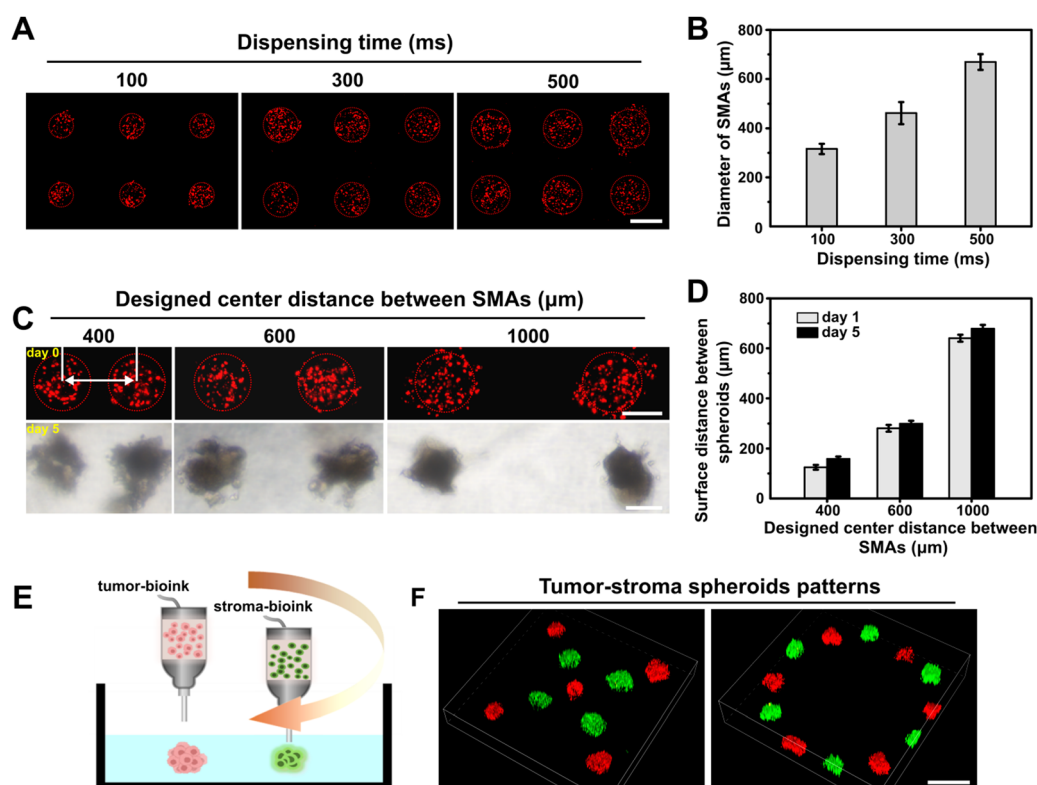 A
Dispensing time (ms)
100 300 500
B
Diameter of SMAs (µm)
800
600
400
200
0
100 300 500
Dispensing time (ms)
C
Designed center distance between SMAs (µm)
400 600 1000
day 0
day 5
D
Surface distance between
spheroids (µm)
800
600
400
200
0
day 1
day 5
400 600 1000
Designed center distance between
SMAs (µm)
E
tumor-bioink
stroma-bioink
F
Tumor-stroma spheroids patterns